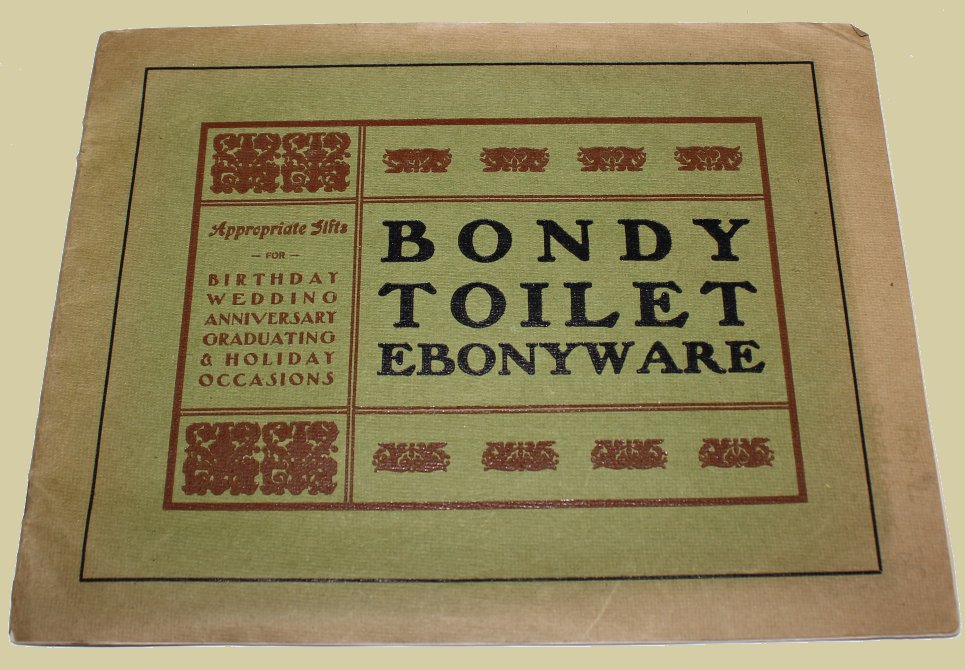 Appropriate Gifts
— FOR —
BIRTHDAY
WEDDING
ANNIVERSARY
GRADUATING
& HOLIDAY
OCCASIONS
BONDY
TOILET
EBONYWARE